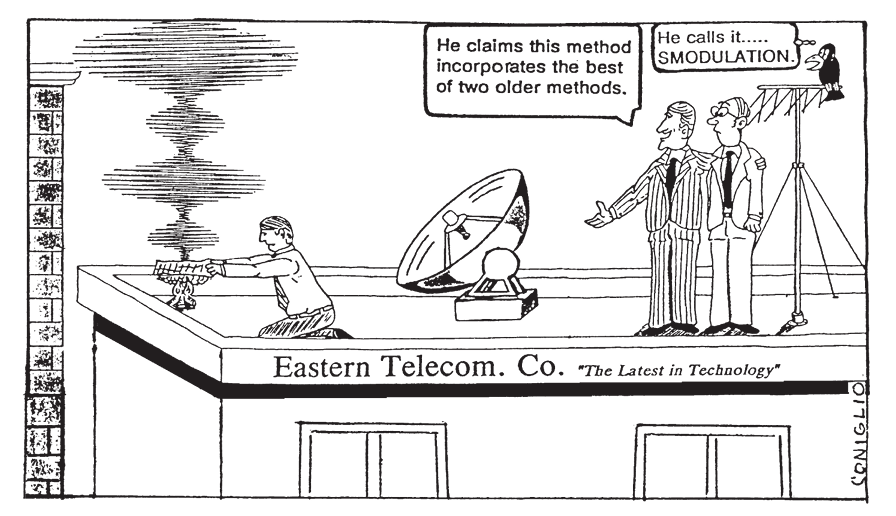 He claims this method
incorporates the best
of two older methods.
He calls it.....
SMODULATION.
Eastern Telecom. Co. "The Latest in Technology"
CONIGLIO